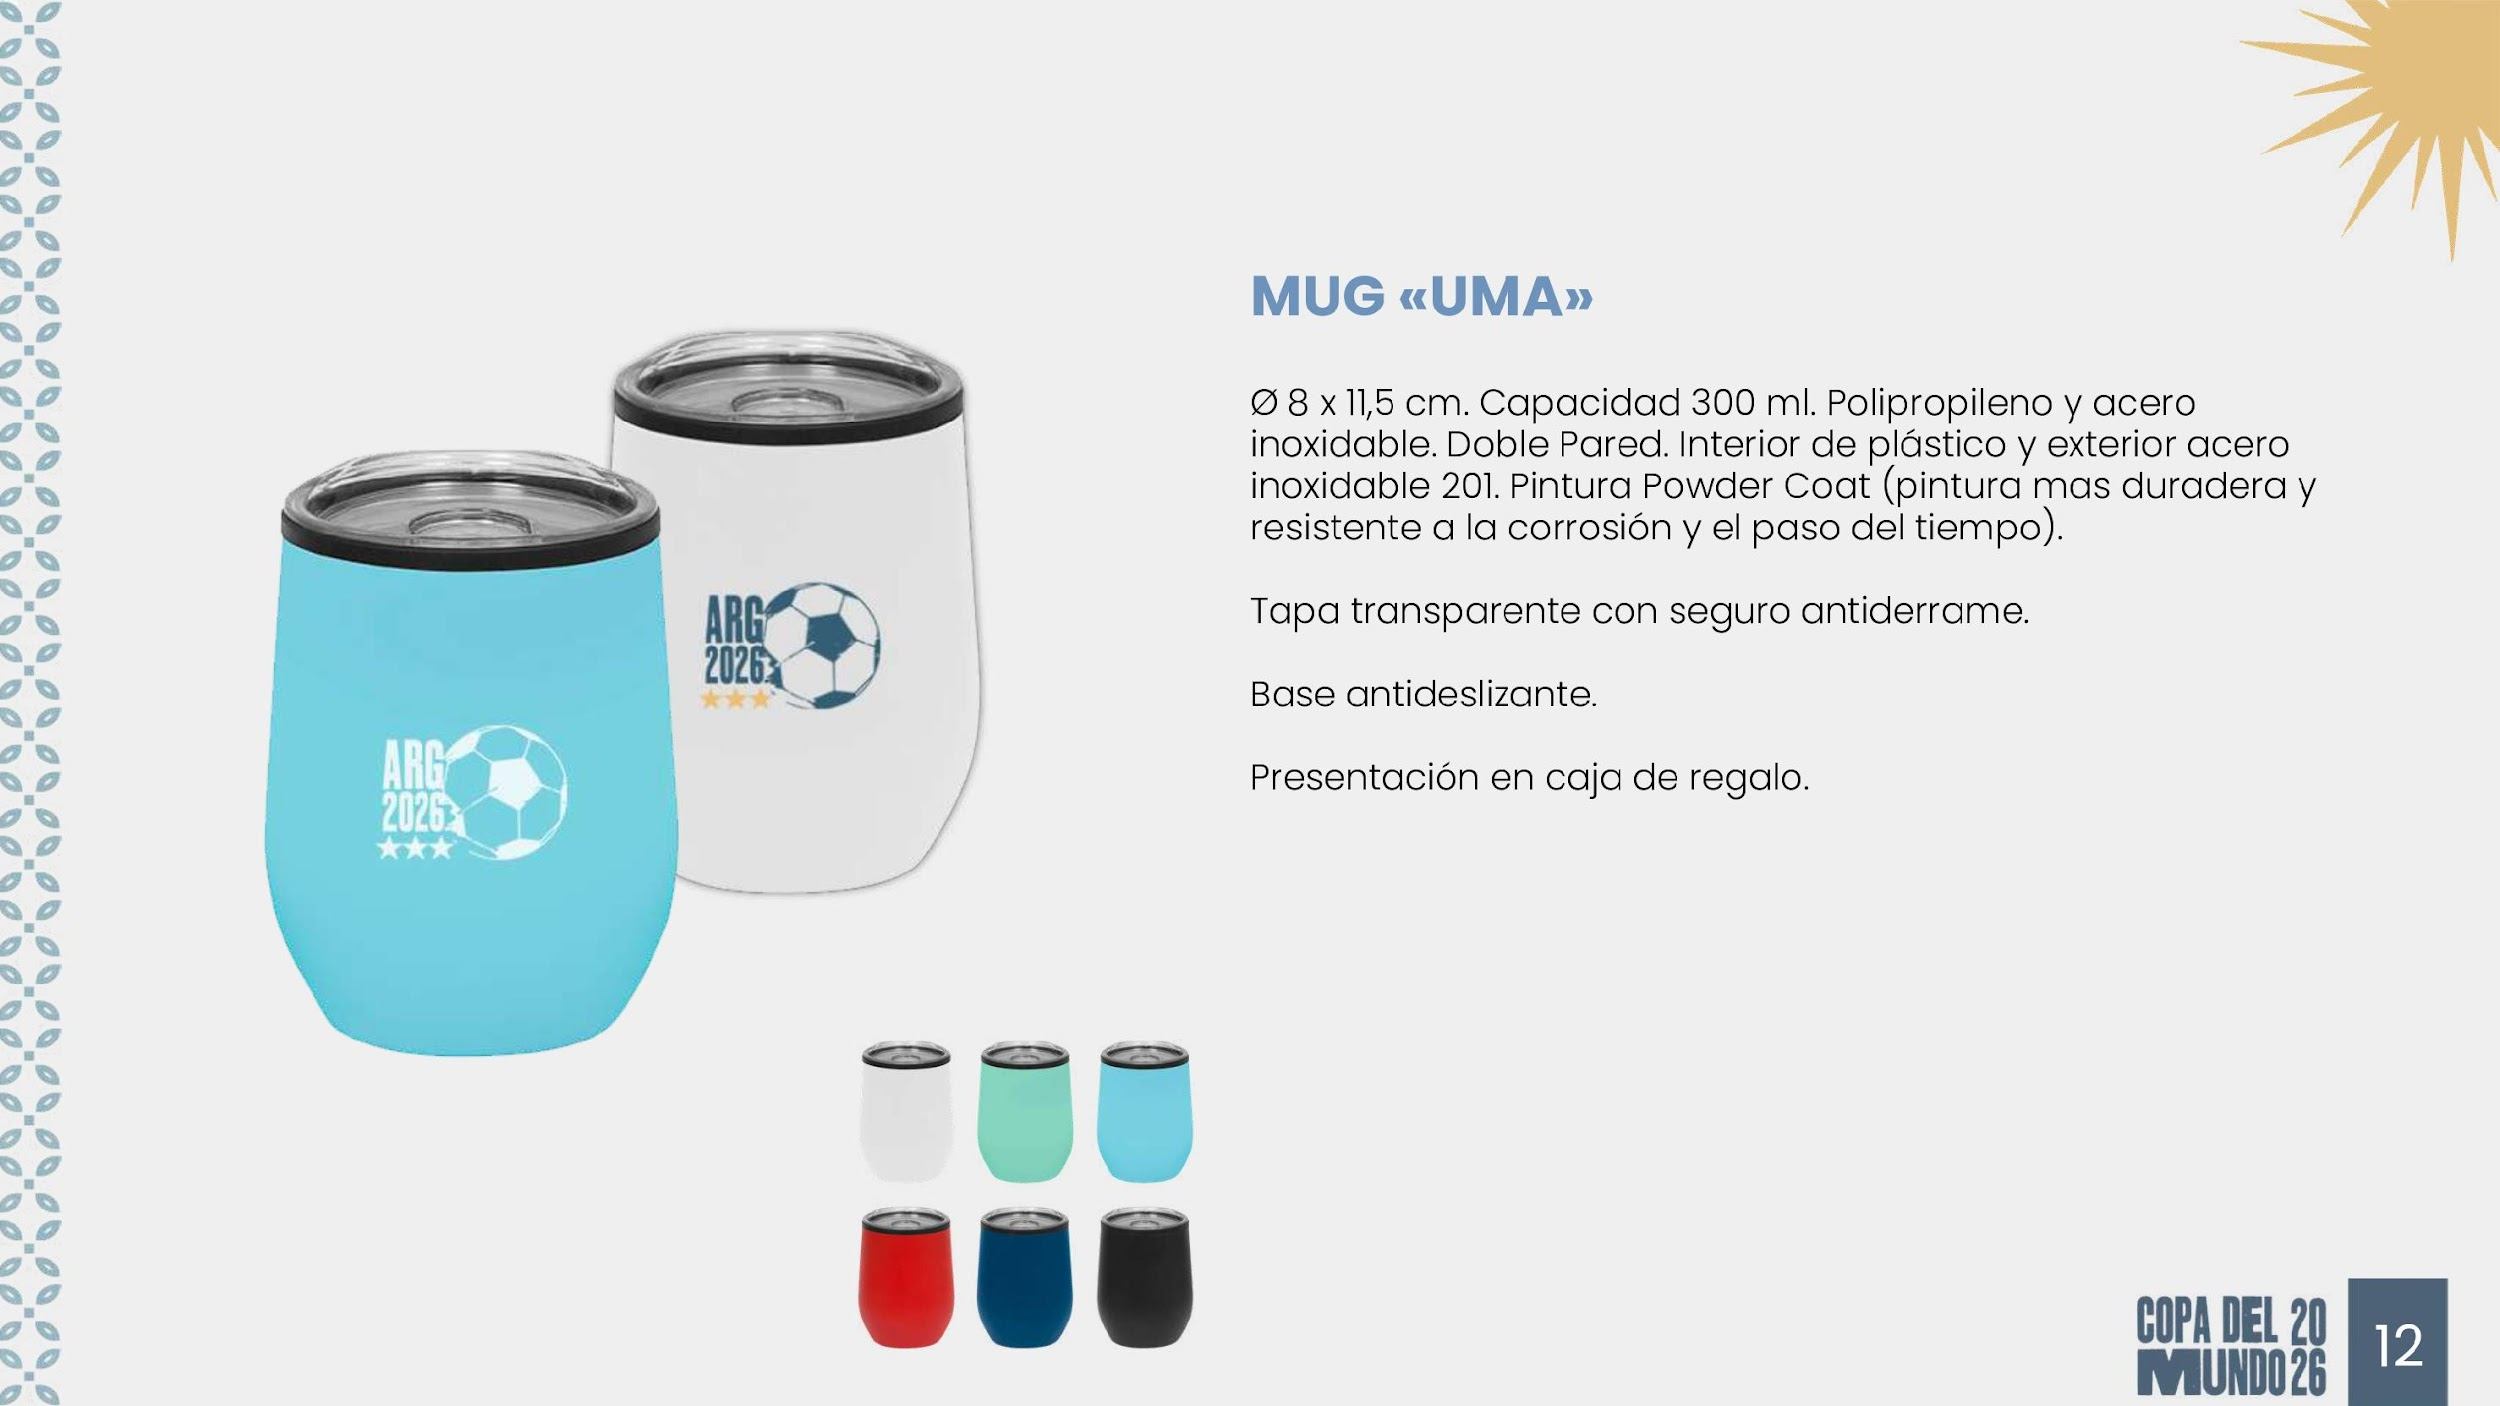 MUG «UMA»
Ø 8 x 11,5 cm. Capacidad 300 ml. Polipropileno y acero
inoxidable. Doble Pared. Interior de plástico y exterior acero
inoxidable 201. Pintura Powder Coat (pintura mas duradera y
resistente a la corrosión y el paso del tiempo).
Tapa transparente con seguro antiderrame.
Base antideslizante.
Presentación en caja de regalo.
ARG
2026
ARG
2026
COPA DEL 20
MUNDO 26
12